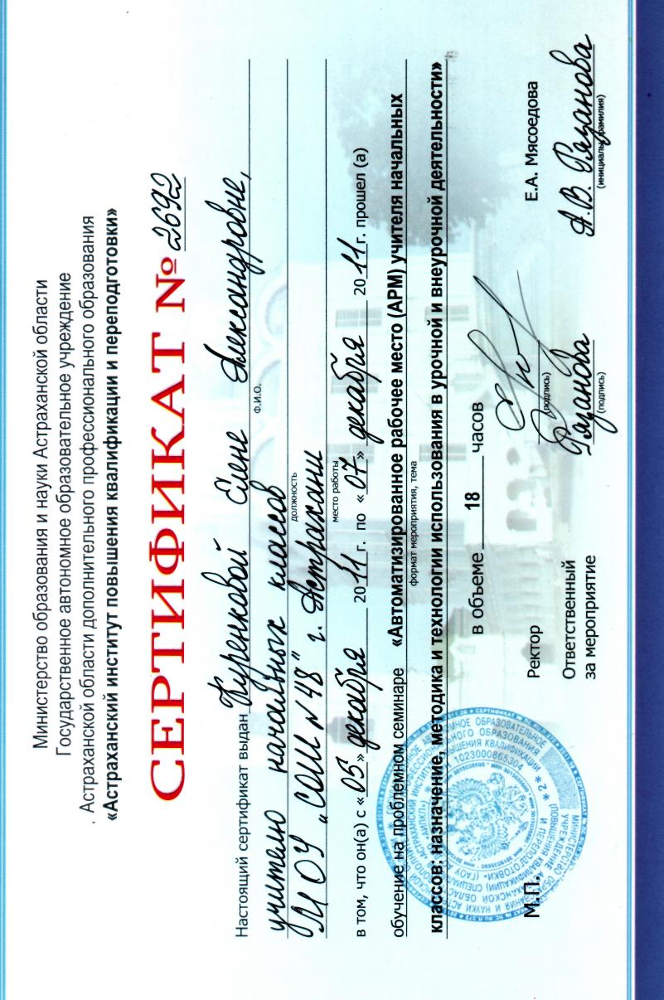 Министерство образования и науки Астраханской области
Государственное автономное образовательное учреждение
Астраханской области дополнительного профессионального образования
«Астраханский институт повышения квалификации и переподготовки»
СЕРТИФИКАТ № 2692
Настоящий сертификат выдан Куренковой Елене Александровне,
Ф.И.О.
учителю начальных классов
должность
МОУ „СОШ №48" г. Астрахани
место работы
в том, что он(а) с «05» декабря 2011г. по «07» декабря 2011г. прошел (а)
обучение на проблемном семинаре «Автоматизированное рабочее место (АРМ) учителя начальных
формат мероприятия, тема
классов: назначение, методика и технологии использования в урочной и внеурочной деятельности»
в объеме 18 часов
Ректор Е.А. Мясоедова
(подпись)
Ответственный
за мероприятие Рязанова А.В. Рязанова
(подпись) (инициалы, фамилия)
М.П.
1023000865304